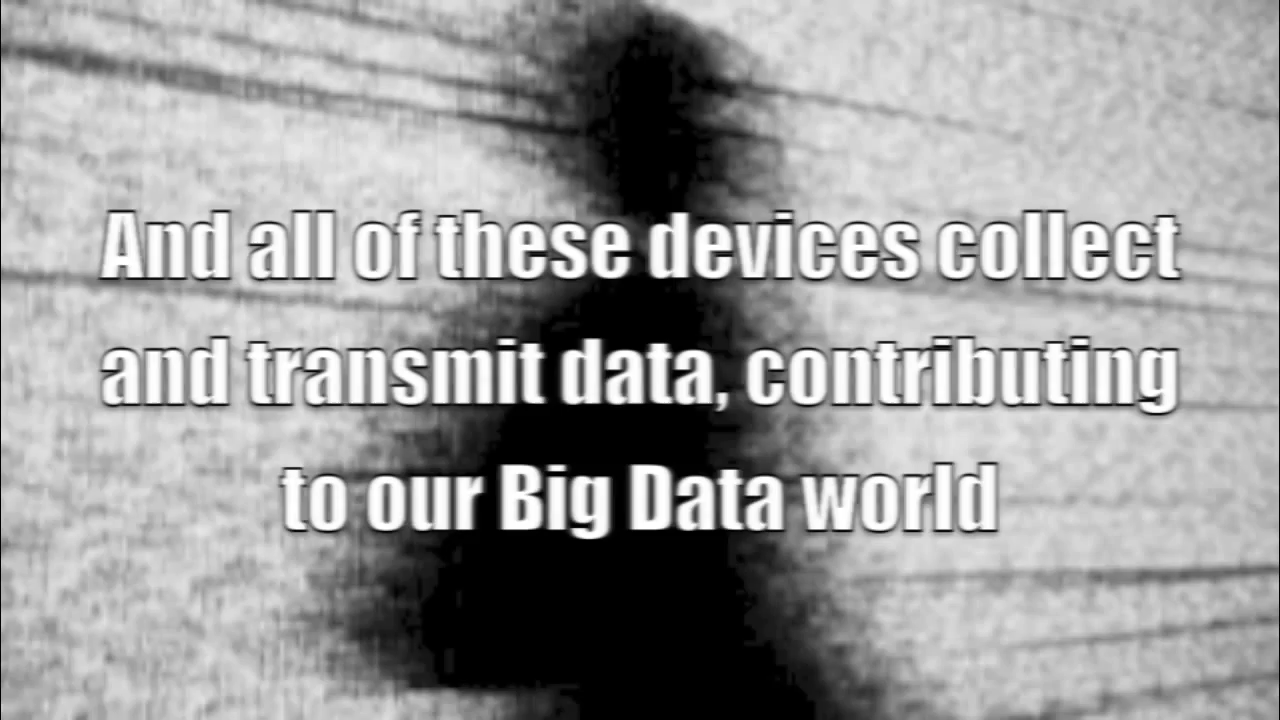 And all of these devices collect
and transmit data, contributing
to our Big Data world